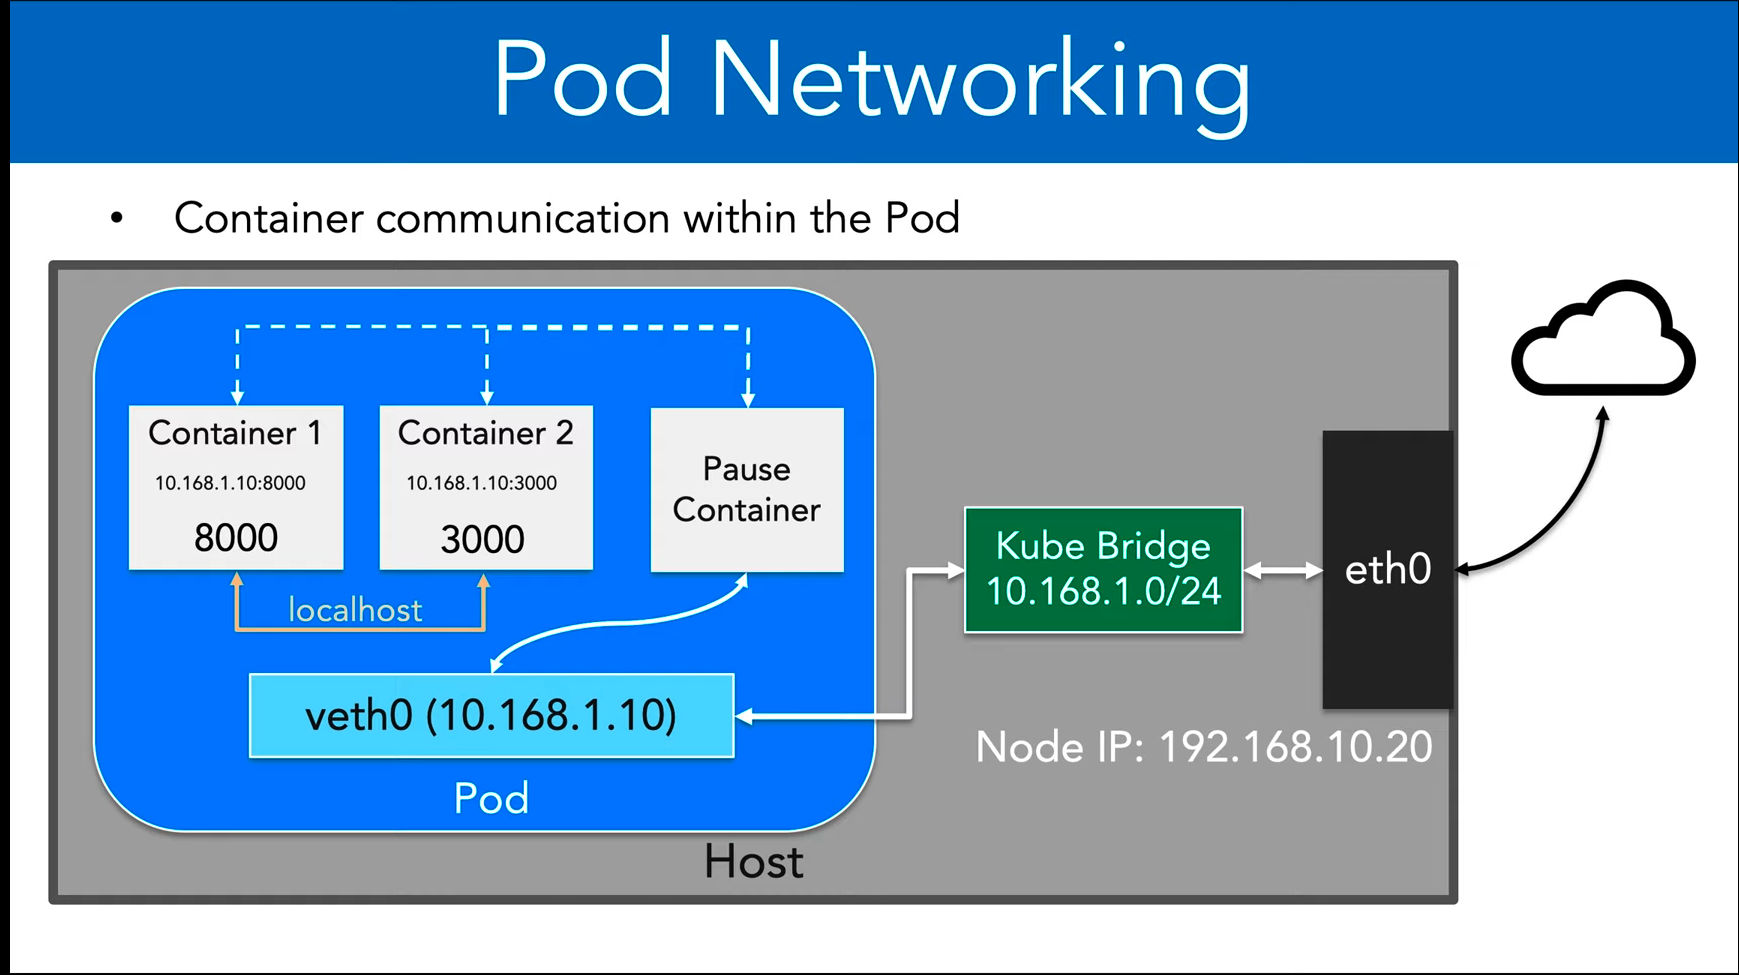 Pod Networking
• Container communication within the Pod
Container 1
10.168.1.10:8000
8000
Container 2
10.168.1.10:3000
3000
Pause
Container
localhost
veth0 (10.168.1.10)
Pod
Kube Bridge
10.168.1.0/24
eth0
Node IP: 192.168.10.20
Host